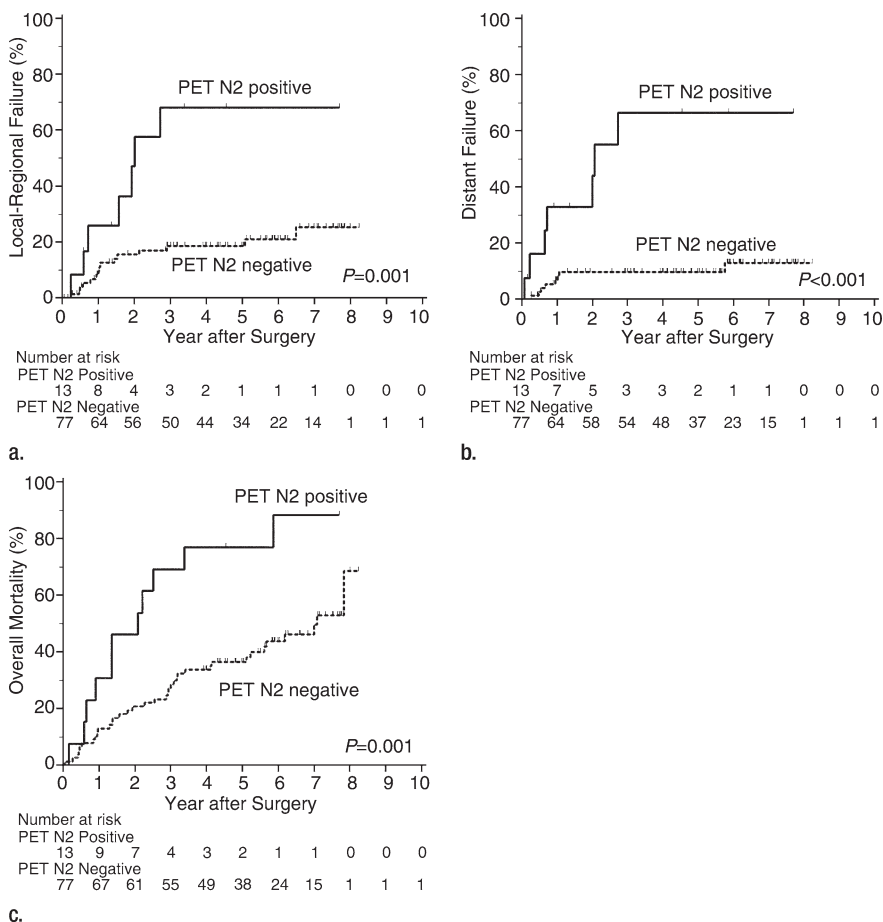 100
80
60
40
20
0
Local-Regional Failure (%)
PET N2 positive
PET N2 negative
P=0.001
0 1 2 3 4 5 6 7 8 9 10
Year after Surgery
Number at risk
PET N2 Positive
13 8 4 3 2 1 1 1 0 0 0
PET N2 Negative
77 64 56 50 44 34 22 14 1 1 1
a.
100
80
60
40
20
0
Distant Failure (%)
PET N2 positive
PET N2 negative
P<0.001
0 1 2 3 4 5 6 7 8 9 10
Year after Surgery
Number at risk
PET N2 Positive
13 7 5 3 3 2 1 1 0 0 0
PET N2 Negative
77 64 58 54 48 37 23 15 1 1 1
b.
100
80
60
40
20
0
Overall Mortality (%)
PET N2 positive
PET N2 negative
P=0.001
0 1 2 3 4 5 6 7 8 9 10
Year after Surgery
Number at risk
PET N2 Positive
13 9 7 4 3 2 1 1 0 0 0
PET N2 Negative
77 67 61 55 49 38 24 15 1 1 1
c.